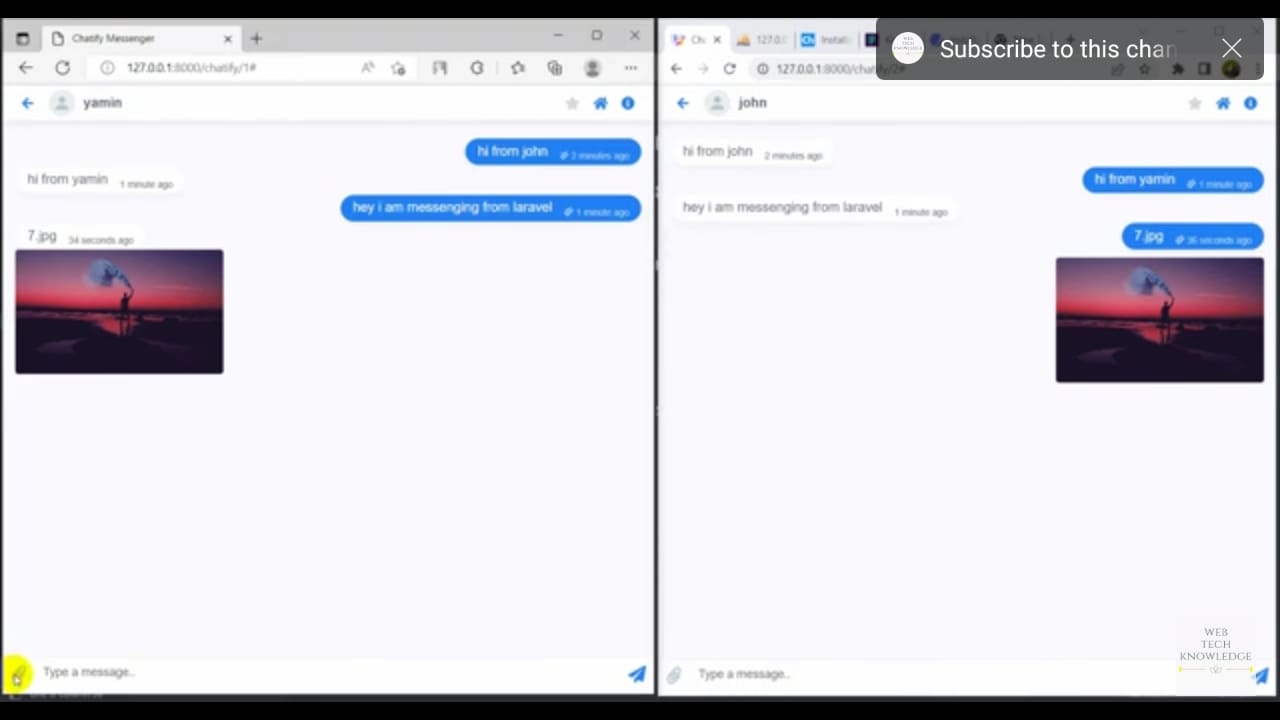 Chatify Messenger
127.0.0.1:8000/chatify/1#
yamin
hi from john 2 minutes ago
hi from yamin 1 minute ago
hey i am messenging from laravel 1 minute ago
7.jpg 34 seconds ago
Type a message..
127.0.
Install
Subscribe to this chan
127.0.0.1:8000/chatify/2#
john
hi from john 2 minutes ago
hi from yamin 1 minute ago
hey i am messenging from laravel 1 minute ago
7.jpg 36 seconds ago
Type a message..
WEB
TECH
KNOWLEDGE